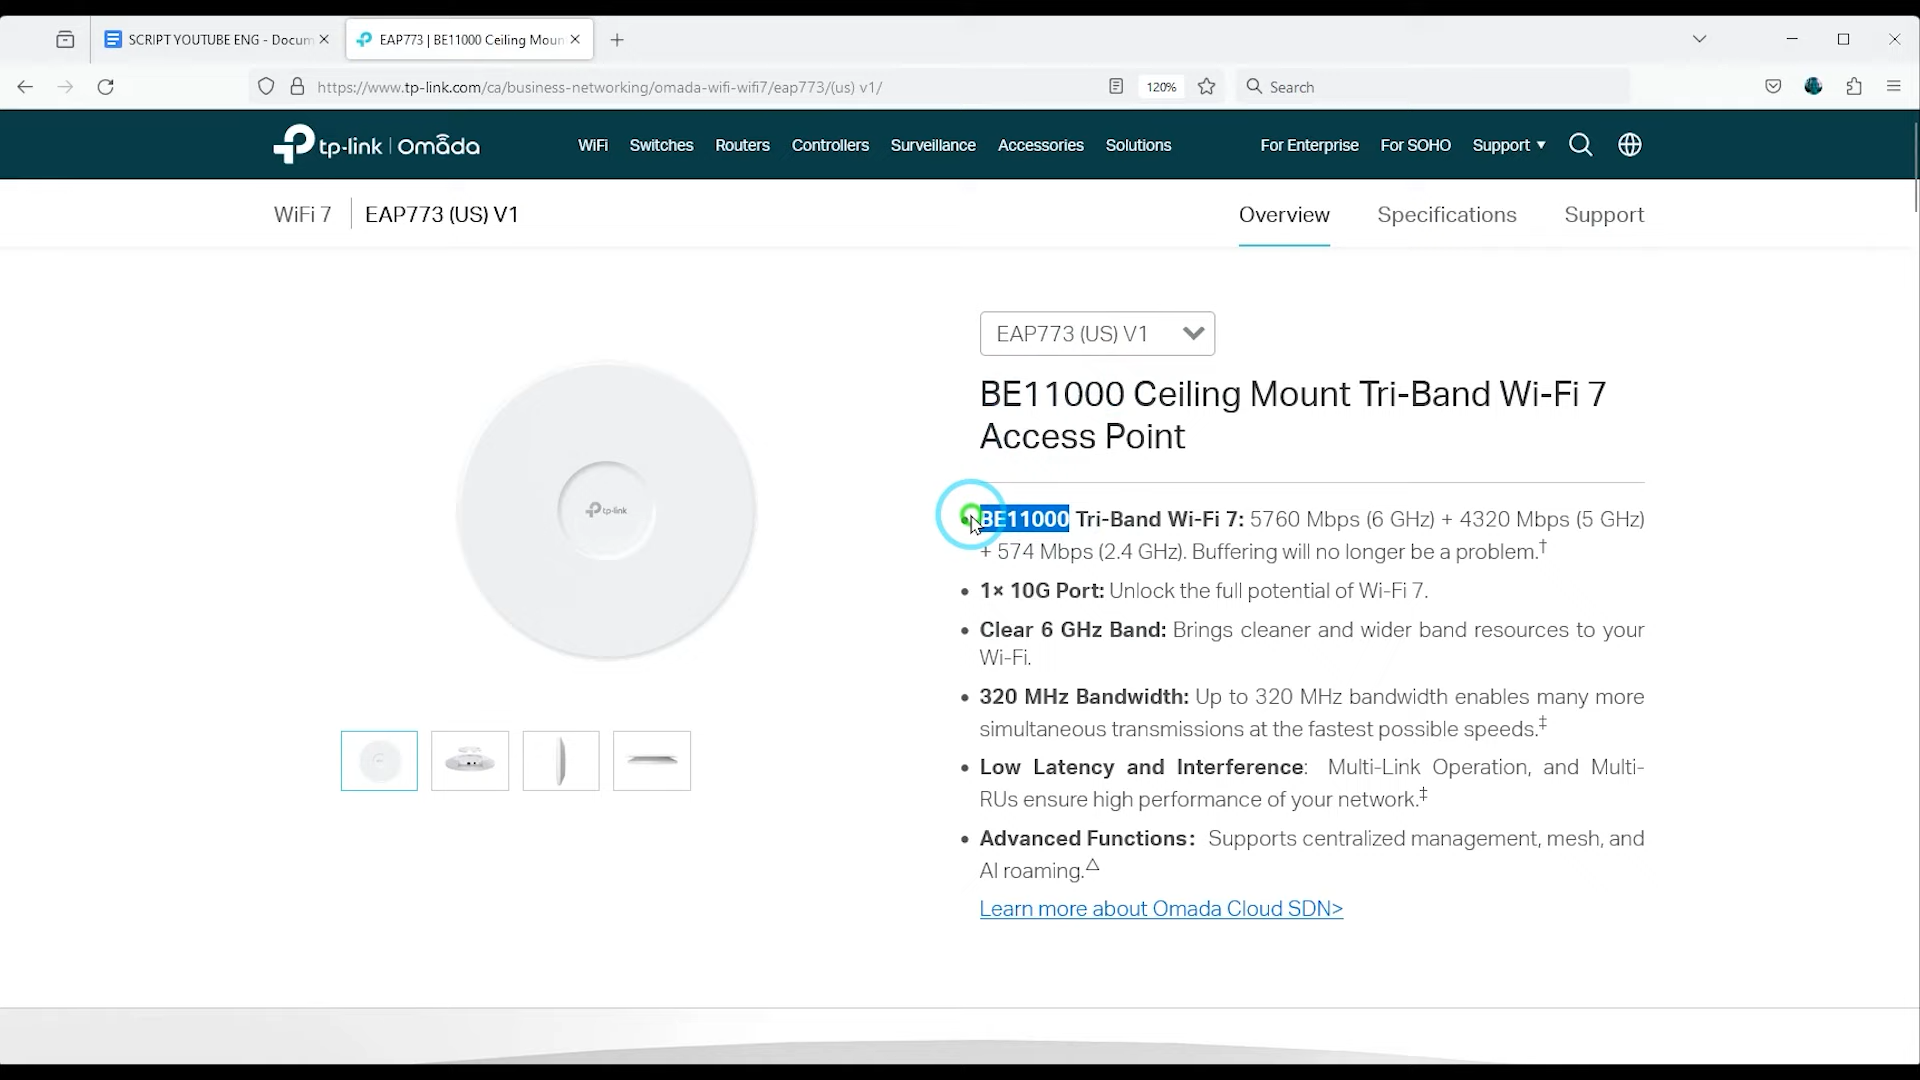 SCRIPT YOUTUBE ENG - Docum
EAP773 | BE11000 Ceiling Moun
https://www.tp-link.com/ca/business-networking/omada-wifi-wifi7/eap773/(us) v1/
120%
Search
tp-link | Omada
WiFi
Switches
Routers
Controllers
Surveillance
Accessories
Solutions
For Enterprise
For SOHO
Support ▼
WiFi 7
EAP773 (US) V1
Overview
Specifications
Support
EAP773 (US) V1
BE11000 Ceiling Mount Tri-Band Wi-Fi 7
Access Point
tp-link
• BE11000 Tri-Band Wi-Fi 7: 5760 Mbps (6 GHz) + 4320 Mbps (5 GHz)
+ 574 Mbps (2.4 GHz). Buffering will no longer be a problem.†
• 1× 10G Port: Unlock the full potential of Wi-Fi 7.
• Clear 6 GHz Band: Brings cleaner and wider band resources to your
Wi-Fi.
• 320 MHz Bandwidth: Up to 320 MHz bandwidth enables many more
simultaneous transmissions at the fastest possible speeds.‡
• Low Latency and Interference: Multi-Link Operation, and Multi-
RUs ensure high performance of your network.‡
• Advanced Functions: Supports centralized management, mesh, and
AI roaming.△
Learn more about Omada Cloud SDN>